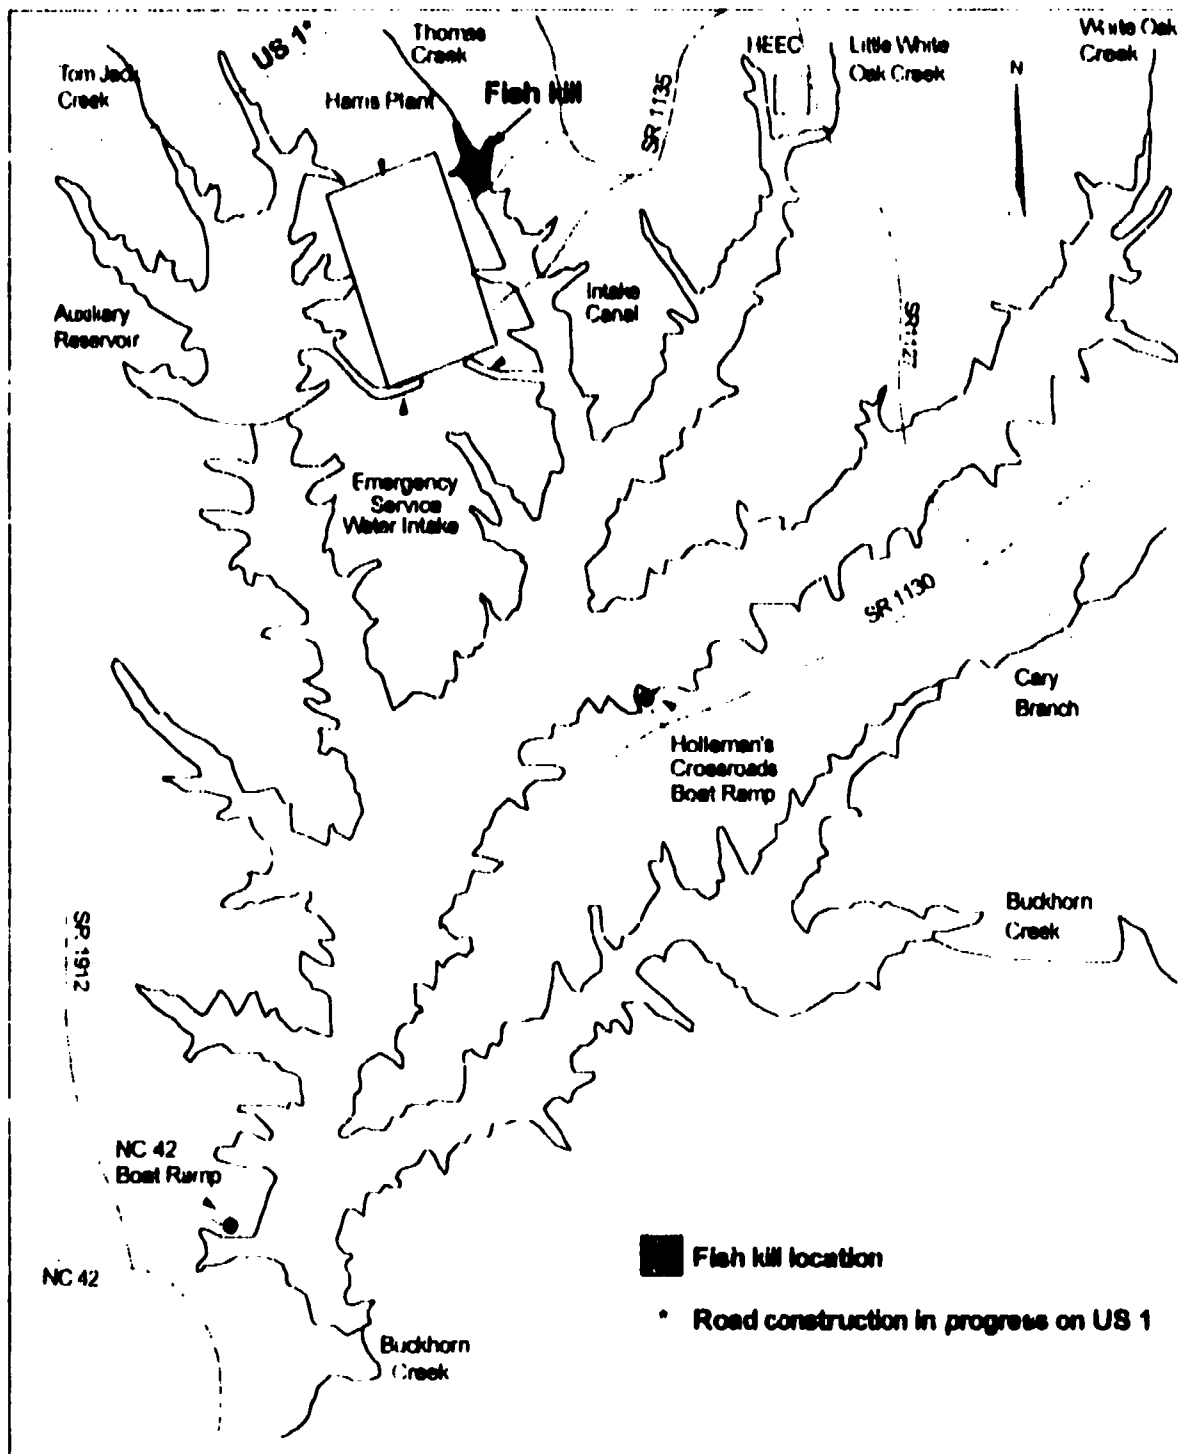 US 1*
Thomas
Creek
HEEC
Little White
Oak Creek
White Oak
Creek
Tom Jack
Creek
Harris Plant
Fish kill
SR 1135
N
Auxiliary
Reservoir
Intake
Canal
SR 1127
Emergency
Service
Water Intake
SR 1130
Cary
Branch
Holleman's
Crossroads
Boat Ramp
Buckhorn
Creek
SR 1912
NC 42
Boat Ramp
NC 42
Fish kill location
* Road construction in progress on US 1
Buckhorn
Creek